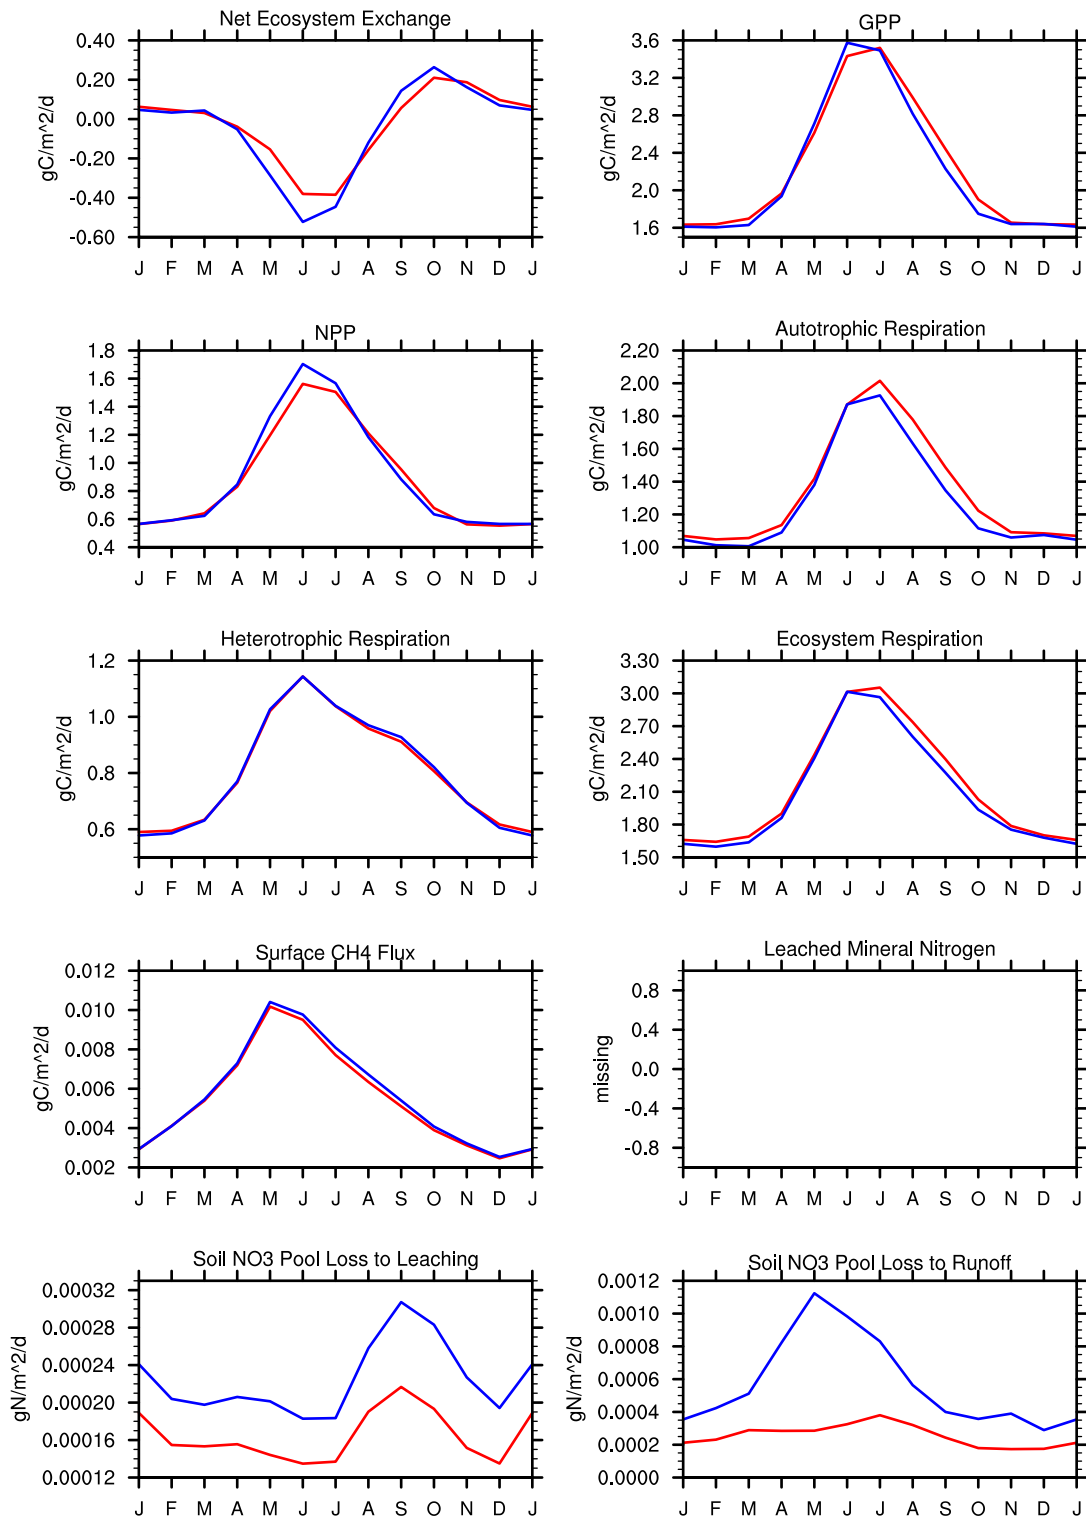 Net Ecosystem Exchange
gC/m^2/d
0.40
0.20
0.00
-0.20
-0.40
-0.60
J F M A M J J A S O N D J
GPP
gC/m^2/d
3.6
3.2
2.8
2.4
2.0
1.6
J F M A M J J A S O N D J
NPP
gC/m^2/d
1.8
1.6
1.4
1.2
1.0
0.8
0.6
0.4
J F M A M J J A S O N D J
Autotrophic Respiration
gC/m^2/d
2.20
2.00
1.80
1.60
1.40
1.20
1.00
J F M A M J J A S O N D J
Heterotrophic Respiration
gC/m^2/d
1.2
1.0
0.8
0.6
J F M A M J J A S O N D J
Ecosystem Respiration
gC/m^2/d
3.30
3.00
2.70
2.40
2.10
1.80
1.50
J F M A M J J A S O N D J
Surface CH4 Flux
gC/m^2/d
0.012
0.010
0.008
0.006
0.004
0.002
J F M A M J J A S O N D J
Leached Mineral Nitrogen
missing
0.8
0.4
0.0
-0.4
-0.8
J F M A M J J A S O N D J
Soil NO3 Pool Loss to Leaching
gN/m^2/d
0.00032
0.00028
0.00024
0.00020
0.00016
0.00012
J F M A M J J A S O N D J
Soil NO3 Pool Loss to Runoff
gN/m^2/d
0.0012
0.0010
0.0008
0.0006
0.0004
0.0002
0.0000
J F M A M J J A S O N D J